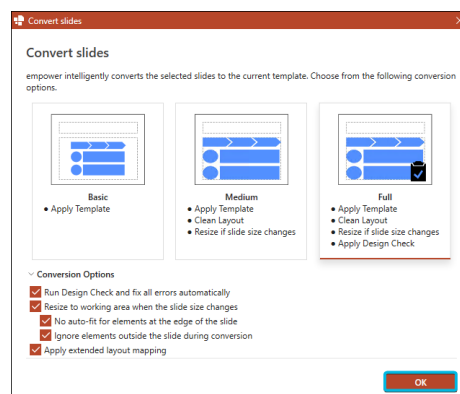 Convert slides
Convert slides
empower intelligently converts the selected slides to the current template. Choose from the following conversion
options.
Basic
• Apply Template
Medium
• Apply Template
• Clean Layout
• Resize if slide size changes
Full
• Apply Template
• Clean Layout
• Resize if slide size changes
• Apply Design Check
Conversion Options
Run Design Check and fix all errors automatically
Resize to working area when the slide size changes
No auto-fit for elements at the edge of the slide
Ignore elements outside the slide during conversion
Apply extended layout mapping
OK